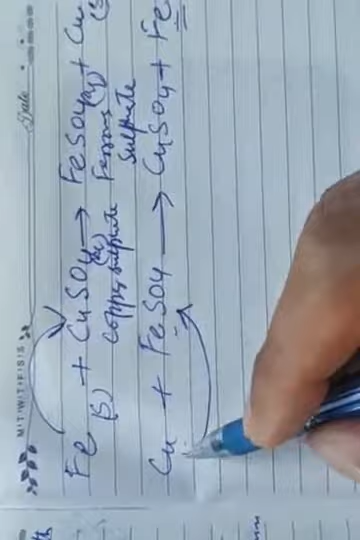 Date
M T W T F S S
Fe + CuSO4 → FeSO4 + Cu
(s) (aq) (aq) (s)
copper sulphate Ferrous sulphate
Cu + FeSO4 → CuSO4 + Fe